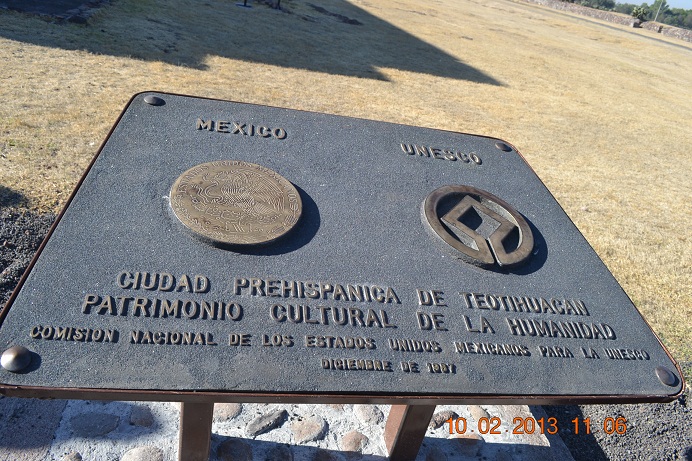 MEXICO
UNESCO
CIUDAD PREHISPANICA DE TEOTIHUACAN
PATRIMONIO CULTURAL DE LA HUMANIDAD
COMISION NACIONAL DE LOS ESTADOS UNIDOS MEXICANOS PARA LA UNESCO
DICIEMBRE DE 1987
10 02 2013 11 06